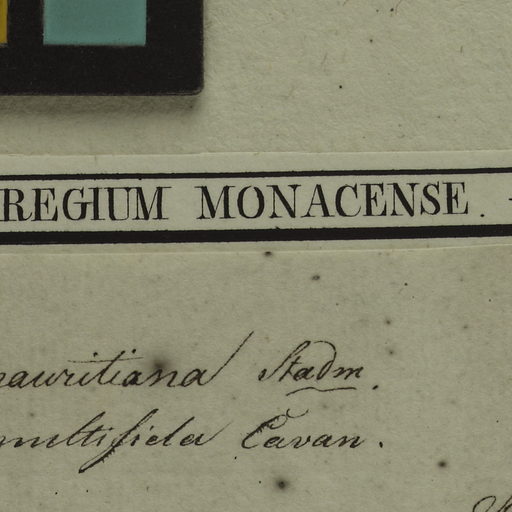 REGIUM MONACENSE.
mauritiana Stadm.
multifida Cavan.